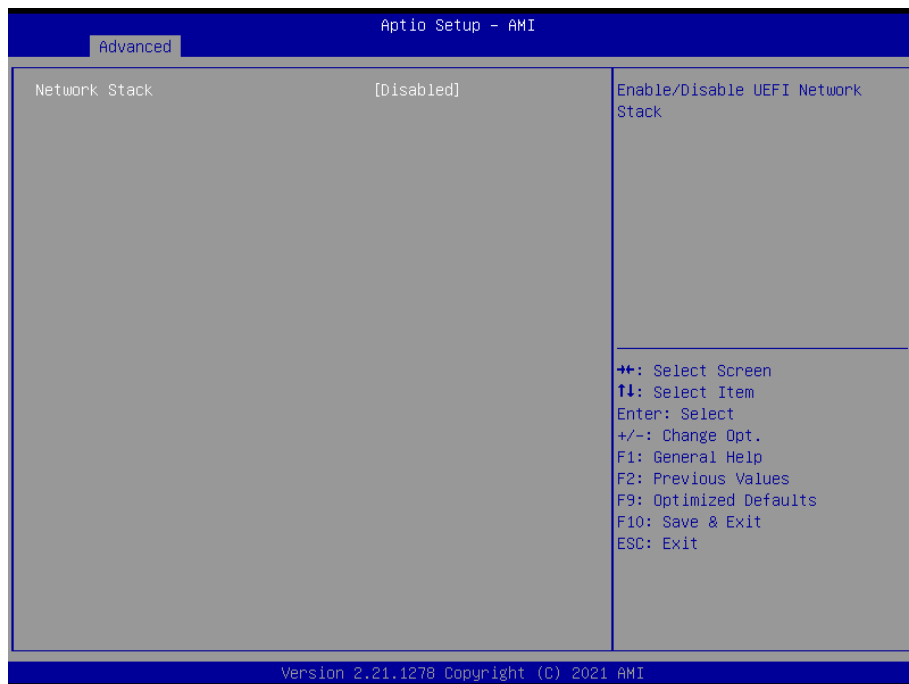 Aptio Setup – AMI
Advanced
Network Stack [Disabled]
Enable/Disable UEFI Network
Stack
→←: Select Screen
↑↓: Select Item
Enter: Select
+/-: Change Opt.
F1: General Help
F2: Previous Values
F9: Optimized Defaults
F10: Save & Exit
ESC: Exit
Version 2.21.1278 Copyright (C) 2021 AMI